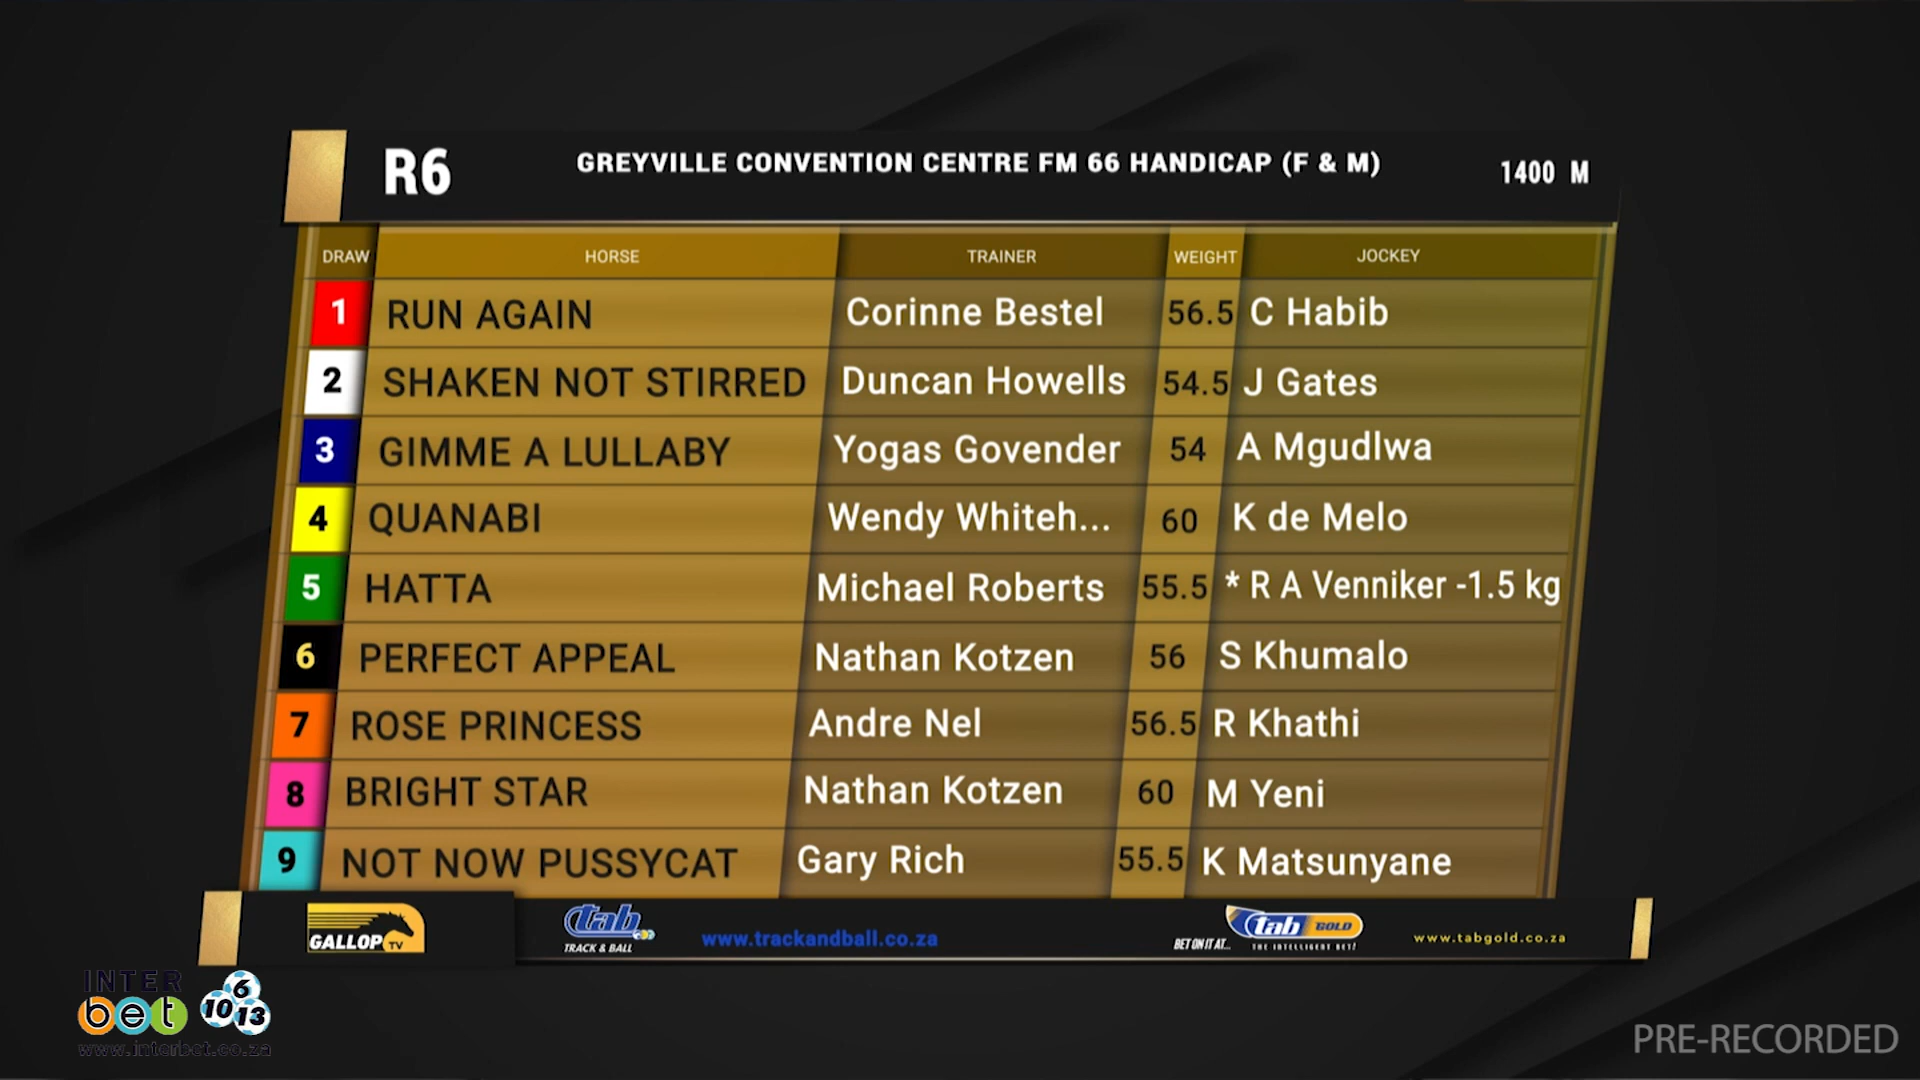 R6 GREYVILLE CONVENTION CENTRE FM 66 HANDICAP (F & M) 1400 M
DRAW HORSE TRAINER WEIGHT JOCKEY
1 RUN AGAIN Corinne Bestel 56.5 C Habib
2 SHAKEN NOT STIRRED Duncan Howells 54.5 J Gates
3 GIMME A LULLABY Yogas Govender 54 A Mgudlwa
4 QUANABI Wendy Whiteh... 60 K de Melo
5 HATTA Michael Roberts 55.5 * R A Venniker -1.5 kg
6 PERFECT APPEAL Nathan Kotzen 56 S Khumalo
7 ROSE PRINCESS Andre Nel 56.5 R Khathi
8 BRIGHT STAR Nathan Kotzen 60 M Yeni
9 NOT NOW PUSSYCAT Gary Rich 55.5 K Matsunyane
GALLOP TV
tab
TRACK & BALL
www.trackandball.co.za
BET ON IT AT...
tab GOLD
THE INTELLIGENT BET!
www.tabgold.co.za
INTER
bet
6
10 13
www.interbet.co.za
PRE-RECORDED